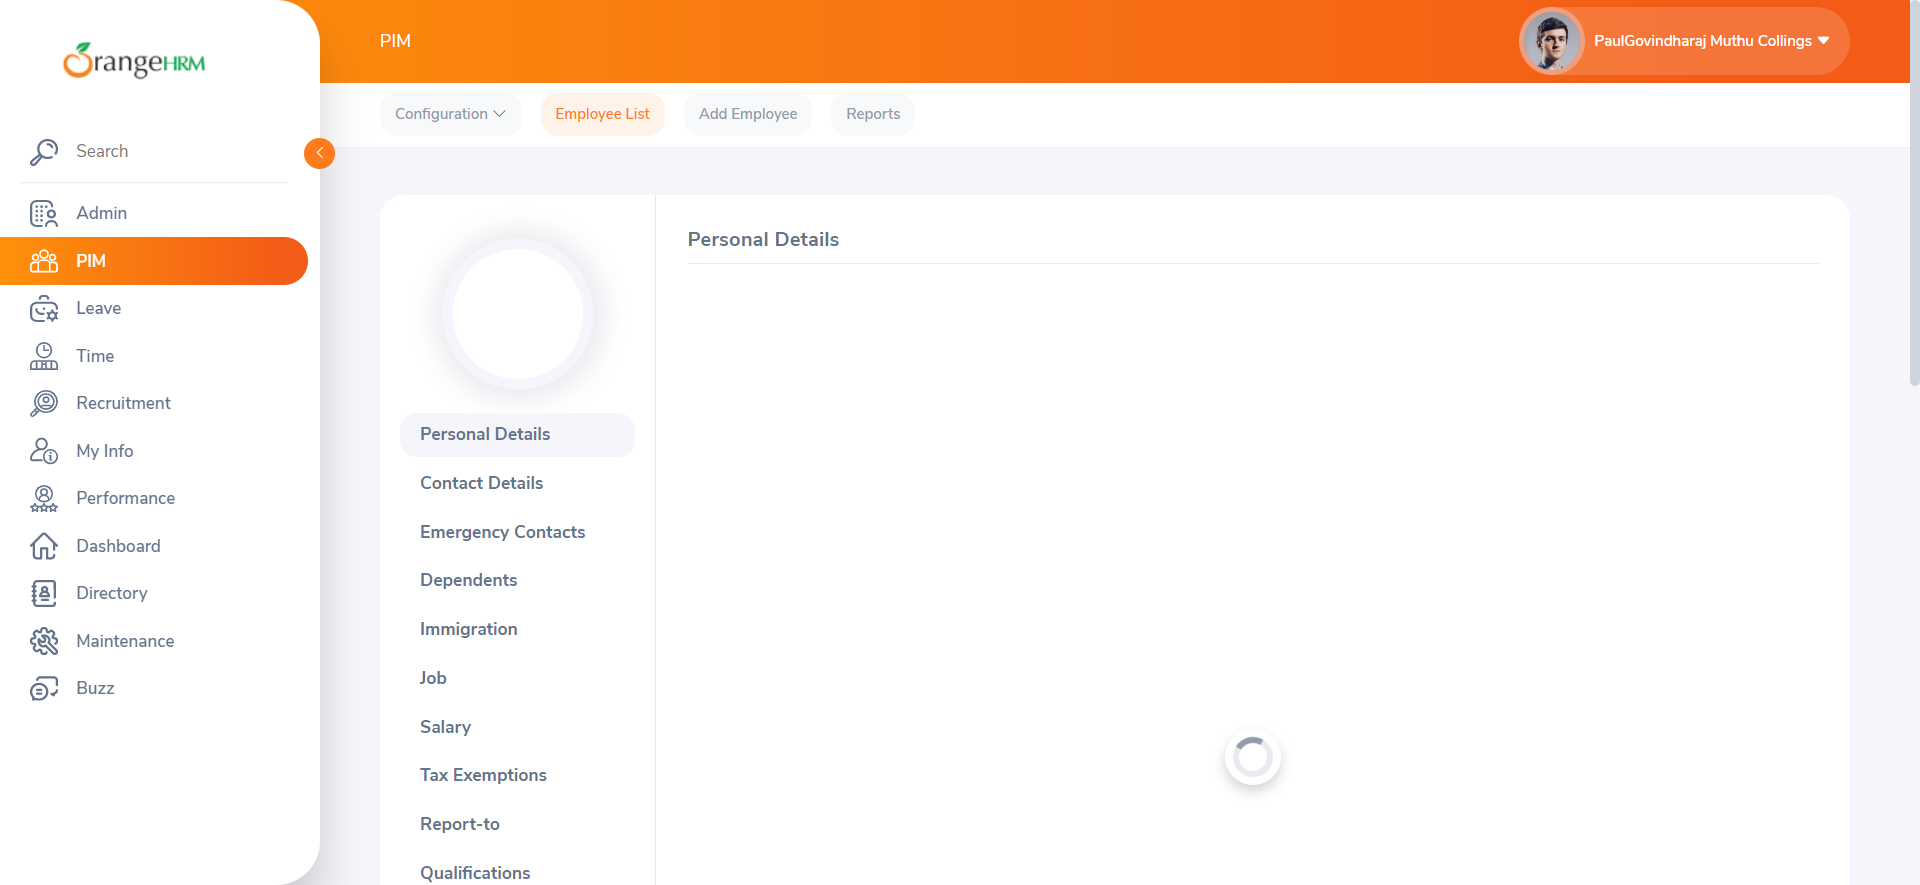 OrangeHRM
PIM
PaulGovindharaj Muthu Collings
Configuration
Employee List
Add Employee
Reports
Search
Admin
PIM
Leave
Time
Recruitment
My Info
Performance
Dashboard
Directory
Maintenance
Buzz
Personal Details
Contact Details
Emergency Contacts
Dependents
Immigration
Job
Salary
Tax Exemptions
Report-to
Qualifications
Personal Details